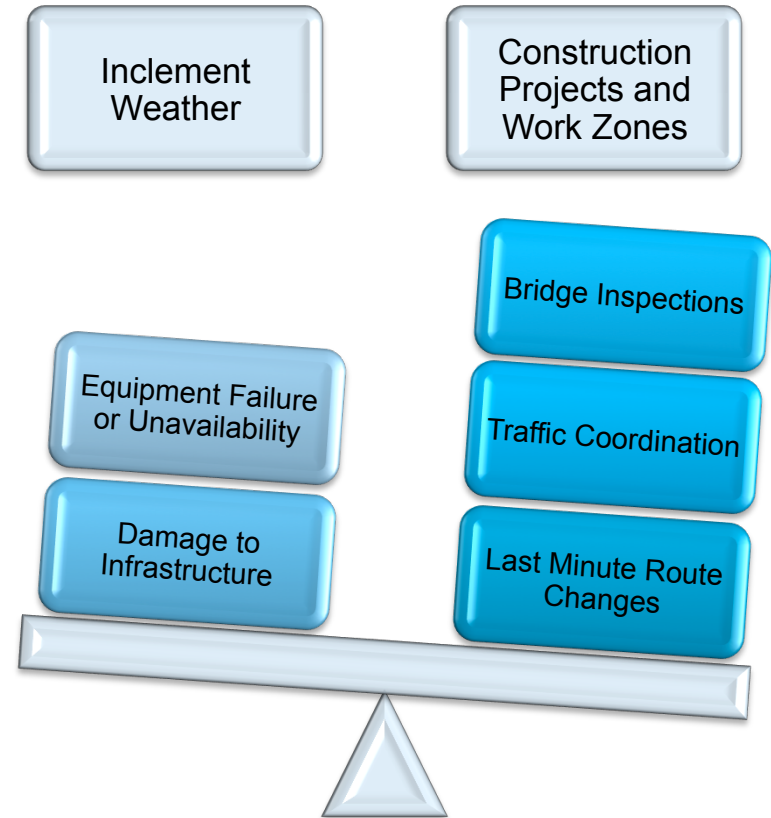 Inclement
Weather
Construction
Projects and
Work Zones
Equipment Failure
or Unavailability
Damage to
Infrastructure
Bridge Inspections
Traffic Coordination
Last Minute Route
Changes